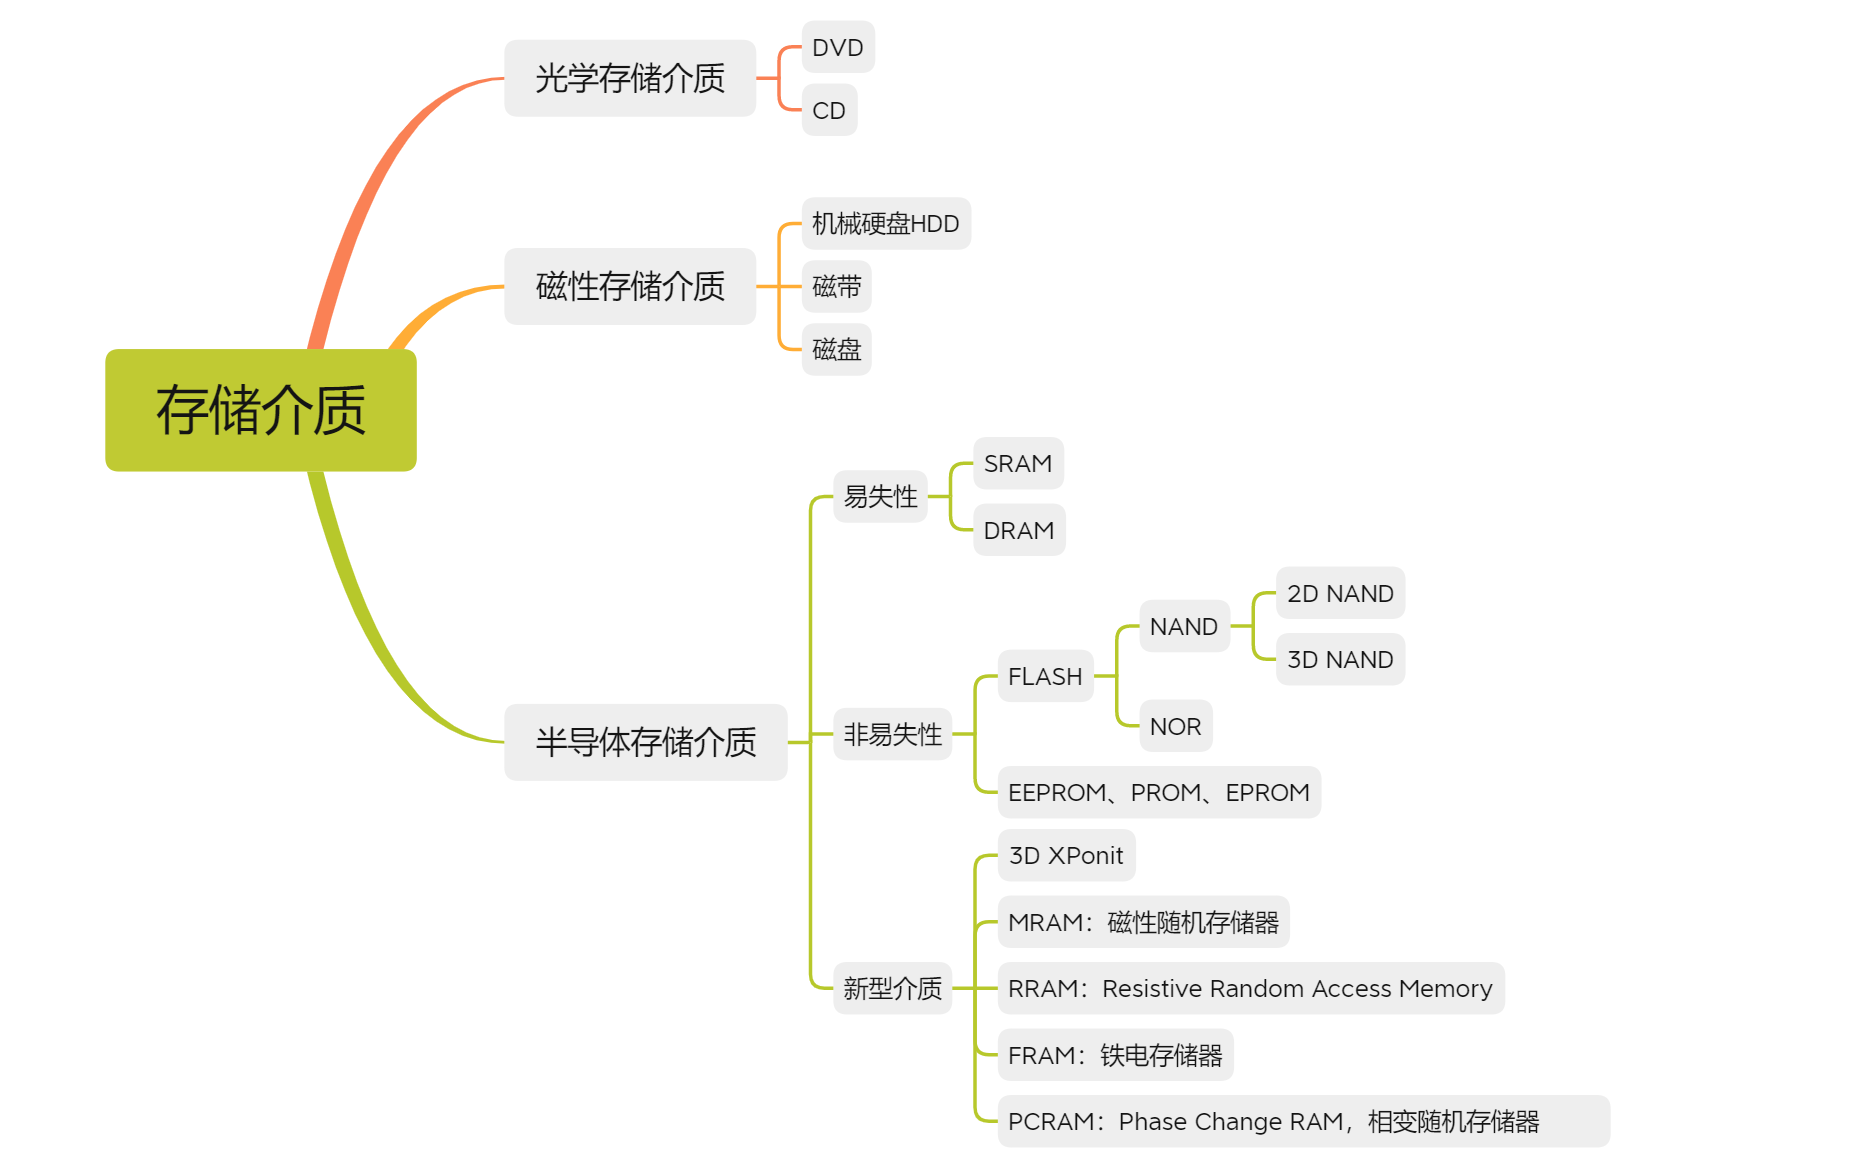 存储介质
光学存储介质
DVD
CD
磁性存储介质
机械硬盘HDD
磁带
磁盘
半导体存储介质
易失性
SRAM
DRAM
非易失性
FLASH
NAND
2D NAND
3D NAND
NOR
EEPROM、PROM、EPROM
新型介质
3D XPonit
MRAM：磁性随机存储器
RRAM：Resistive Random Access Memory
FRAM：铁电存储器
PCRAM：Phase Change RAM，相变随机存储器